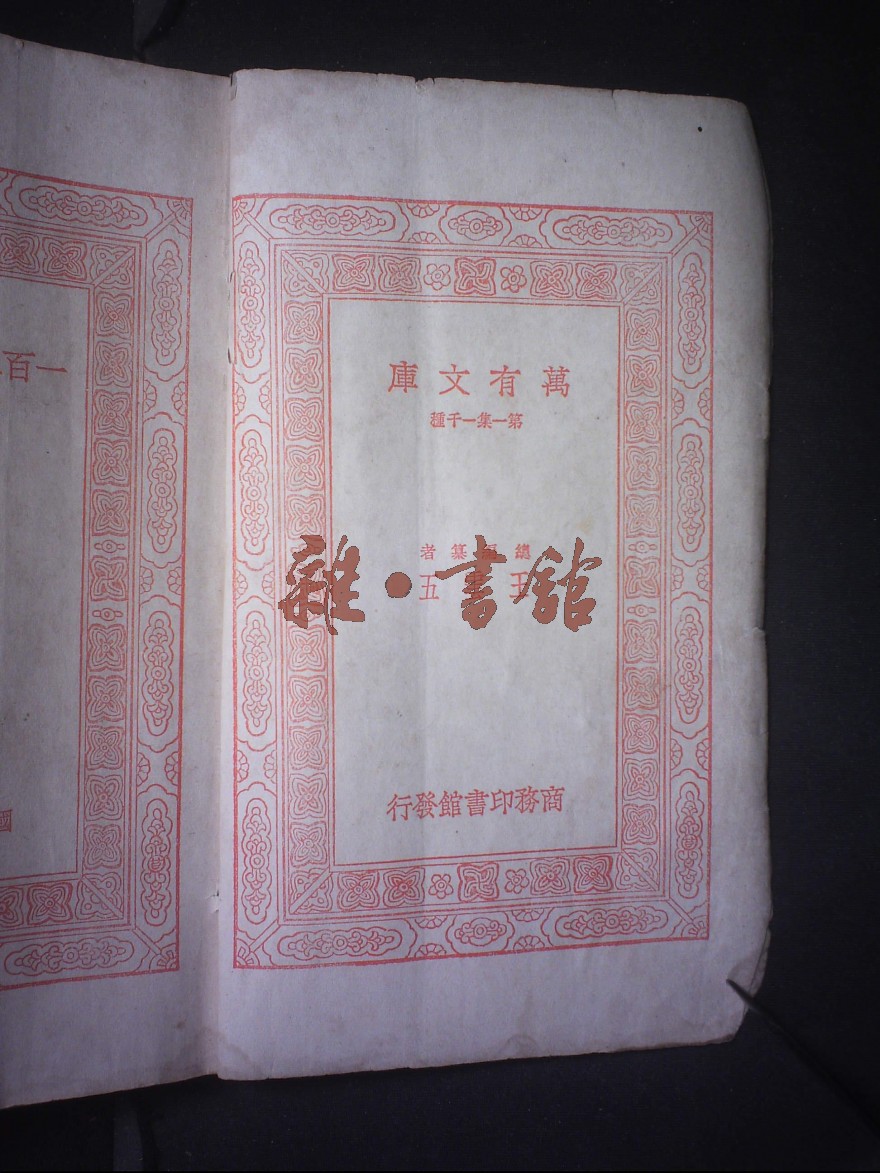 萬有文庫
第一集一千種
總編纂者
王雲五
商務印書館發行
雜·書館
一百